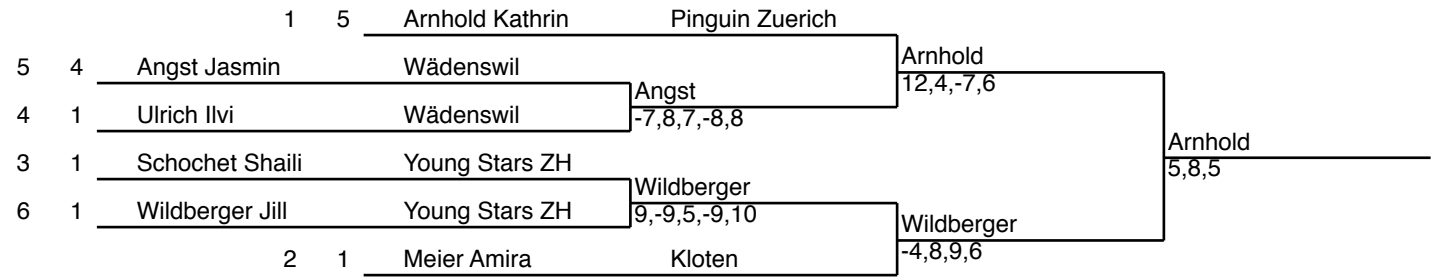 1 5 Arnhold Kathrin Pinguin Zuerich
Arnhold
5 4 Angst Jasmin Wädenswil
12,4,-7,6
Angst
4 1 Ulrich Ilvi Wädenswil
-7,8,7,-8,8
Arnhold
3 1 Schochet Shaili Young Stars ZH
5,8,5
Wildberger
6 1 Wildberger Jill Young Stars ZH
9,-9,5,-9,10
Wildberger
-4,8,9,6
2 1 Meier Amira Kloten